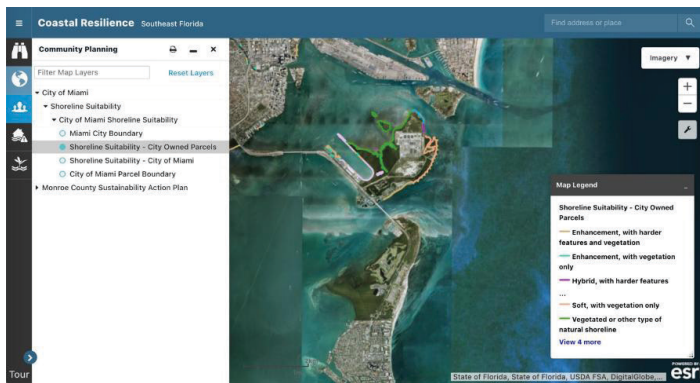 Coastal Resilience Southeast Florida
Find address or place
Community Planning
Filter Map Layers
Reset Layers
City of Miami
Shoreline Suitability
City of Miami Shoreline Suitability
Miami City Boundary
Shoreline Suitability - City Owned Parcels
Shoreline Suitability - City of Miami
City of Miami Parcel Boundary
Monroe County Sustainability Action Plan
Imagery
+
−
Map Legend
Shoreline Suitability - City Owned
Parcels
Enhancement, with harder
features and vegetation
Enhancement, with vegetation
only
Hybrid, with harder features
...
Soft, with vegetation only
Vegetated or other type of
natural shoreline
View 4 more
Tour
State of Florida, State of Florida, USDA FSA, DigitalGlobe,...
POWERED BY
esri